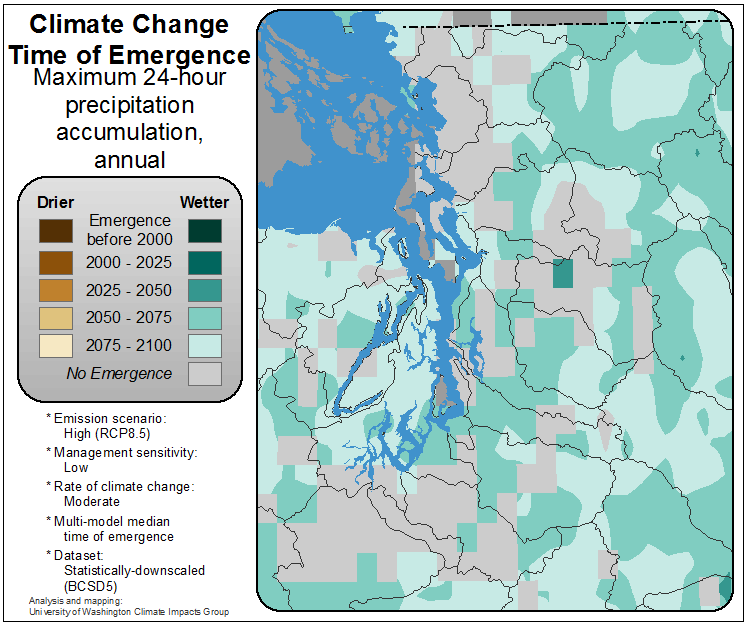 Climate Change
Time of Emergence
Maximum 24-hour
precipitation
accumulation,
annual
Drier Wetter
Emergence
before 2000
2000 - 2025
2025 - 2050
2050 - 2075
2075 - 2100
No Emergence
* Emission scenario:
High (RCP8.5)
* Management sensitivity:
Low
* Rate of climate change:
Moderate
* Multi-model median
time of emergence
* Dataset:
Statistically-downscaled
(BCSD5)
Analysis and mapping:
University of Washington Climate Impacts Group